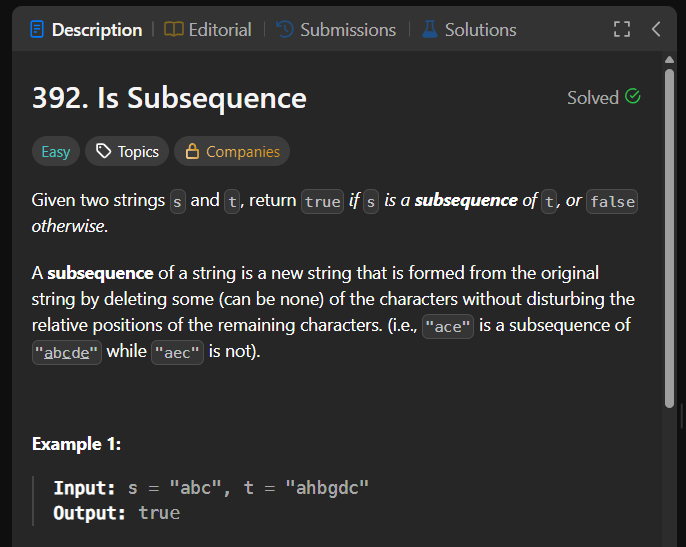 Description | Editorial | Submissions | Solutions
392. Is Subsequence
Solved
Easy Topics Companies
Given two strings s and t, return true if s is a subsequence of t, or false
otherwise.
A subsequence of a string is a new string that is formed from the original
string by deleting some (can be none) of the characters without disturbing the
relative positions of the remaining characters. (i.e., "ace" is a subsequence of
"abcde" while "aec" is not).
Example 1:
Input: s = "abc", t = "ahbgdc"
Output: true